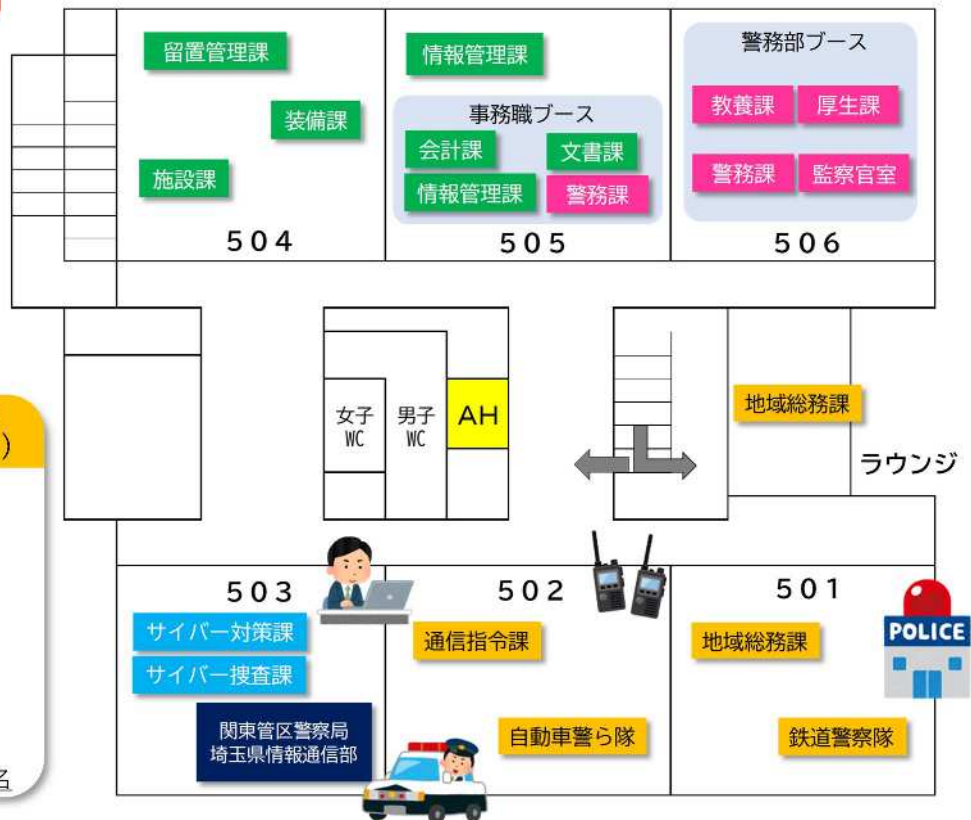 留置管理課
装備課
施設課
504
情報管理課
事務職ブース
会計課
文書課
情報管理課
警務課
505
警務部ブース
教養課
厚生課
警務課
監察官室
506
女子
WC
男子
WC
AH
地域総務課
ラウンジ
)
名
503
サイバー対策課
サイバー捜査課
関東管区警察局
埼玉県情報通信部
502
通信指令課
自動車警ら隊
501
地域総務課
鉄道警察隊
POLICE